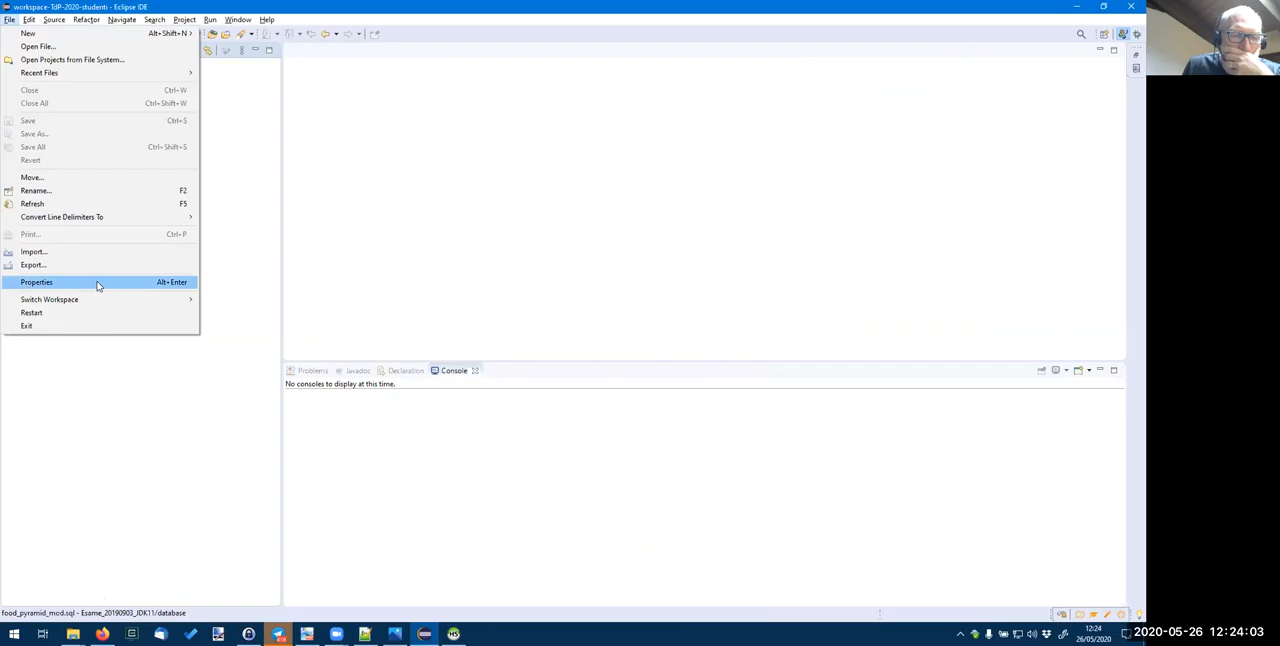 workspace-TdP-2020-studenti - Eclipse IDE
File Edit Source Refactor Navigate Search Project Run Window Help
New Alt+Shift+N
Open File...
Open Projects from File System...
Recent Files
Close Ctrl+W
Close All Ctrl+Shift+W
Save Ctrl+S
Save As...
Save All Ctrl+Shift+S
Revert
Move...
Rename... F2
Refresh F5
Convert Line Delimiters To
Print... Ctrl+P
Import...
Export...
Properties Alt+Enter
Switch Workspace
Restart
Exit
Problems Javadoc Declaration Console
No consoles to display at this time.
food_pyramid_mod.sql - Esame_20190903_JDK11/database
12:24
26/05/2020
2020-05-26 12:24:03